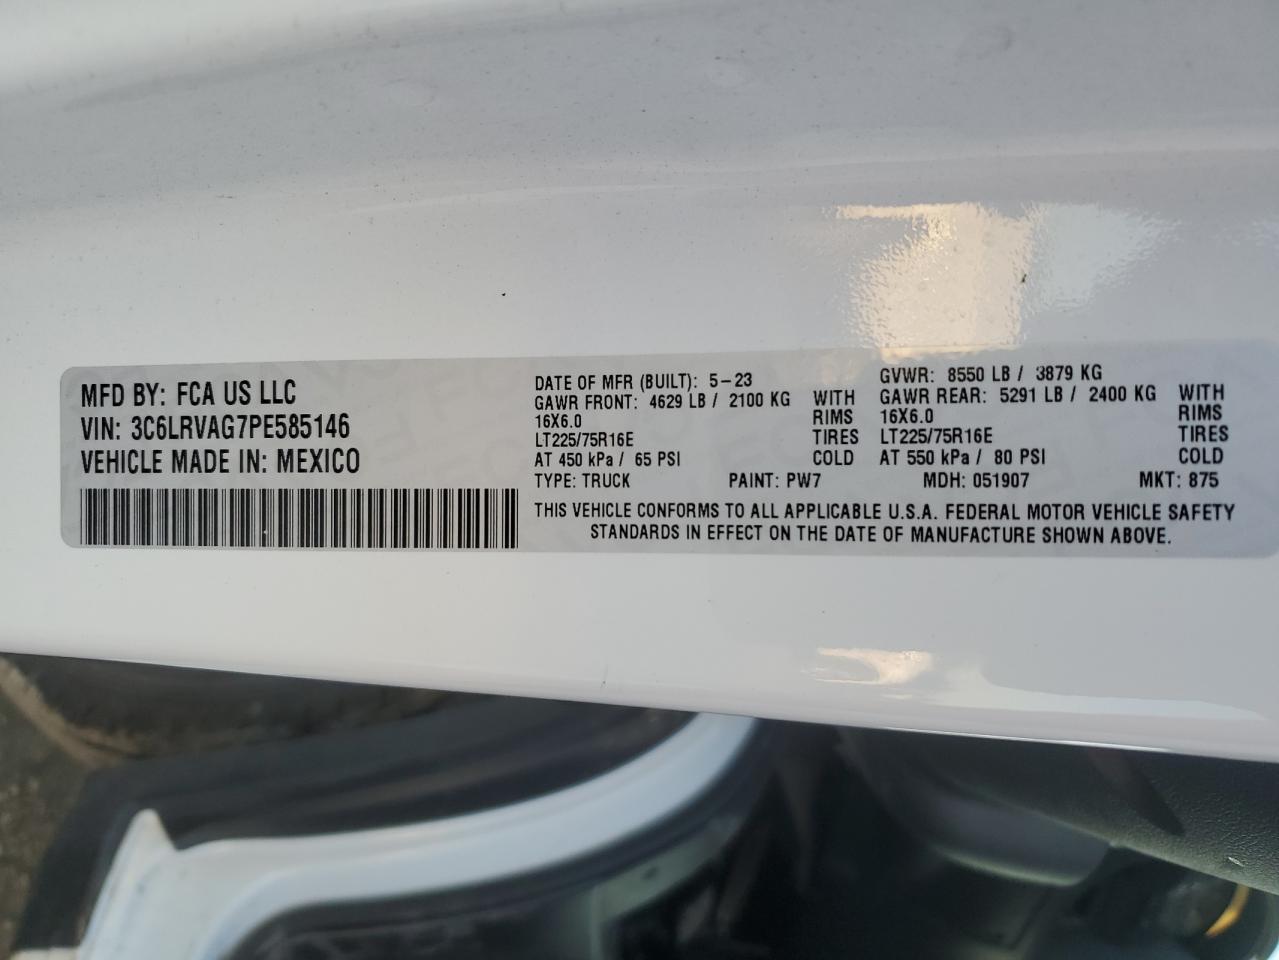 MFD BY: FCA US LLC
VIN: 3C6LRVAG7PE585146
VEHICLE MADE IN: MEXICO
DATE OF MFR (BUILT): 5-23 GVWR: 8550 LB / 3879 KG
GAWR FRONT: 4629 LB / 2100 KG WITH GAWR REAR: 5291 LB / 2400 KG WITH
16X6.0 RIMS 16X6.0 RIMS
LT225/75R16E TIRES LT225/75R16E TIRES
AT 450 kPa / 65 PSI COLD AT 550 kPa / 80 PSI COLD
TYPE: TRUCK PAINT: PW7 MDH: 051907 MKT: 875
THIS VEHICLE CONFORMS TO ALL APPLICABLE U.S.A. FEDERAL MOTOR VEHICLE SAFETY
STANDARDS IN EFFECT ON THE DATE OF MANUFACTURE SHOWN ABOVE.